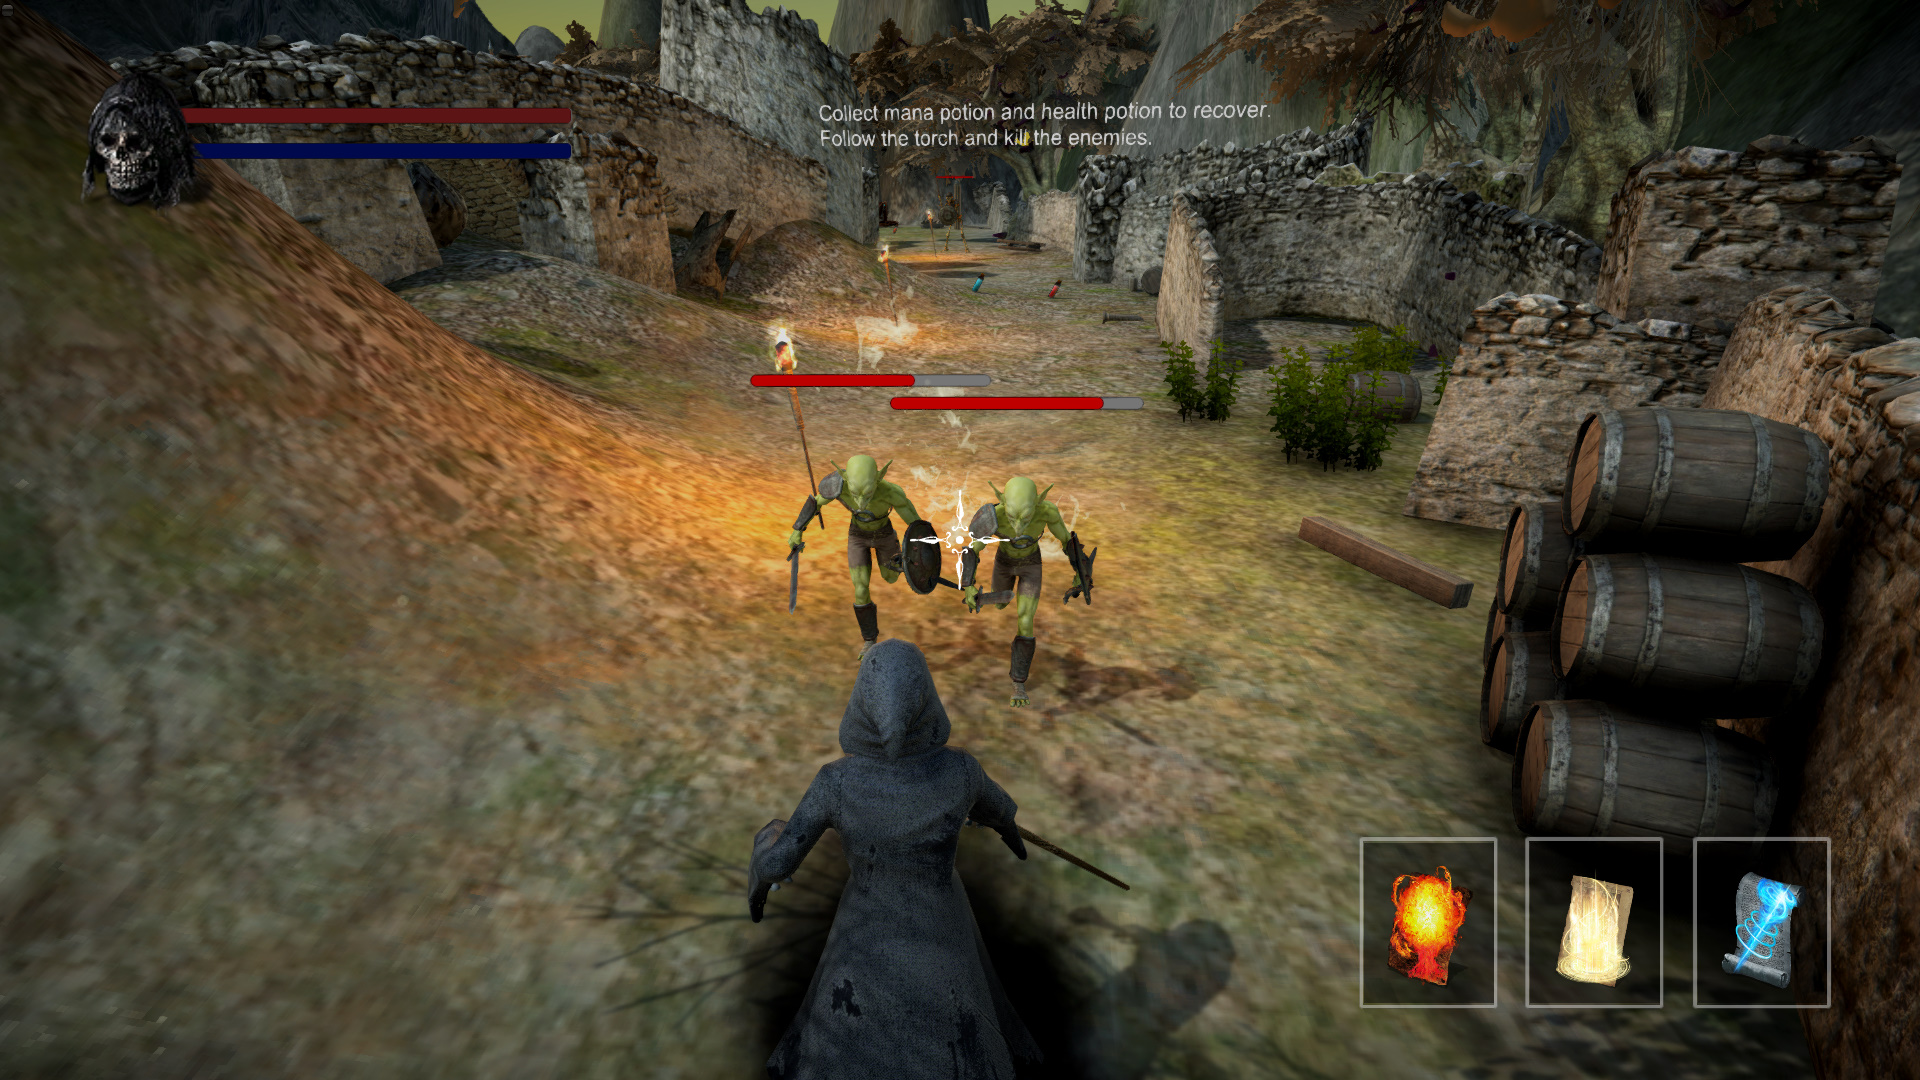 Collect mana potion and health potion to recover.
Follow the torch and kill the enemies.